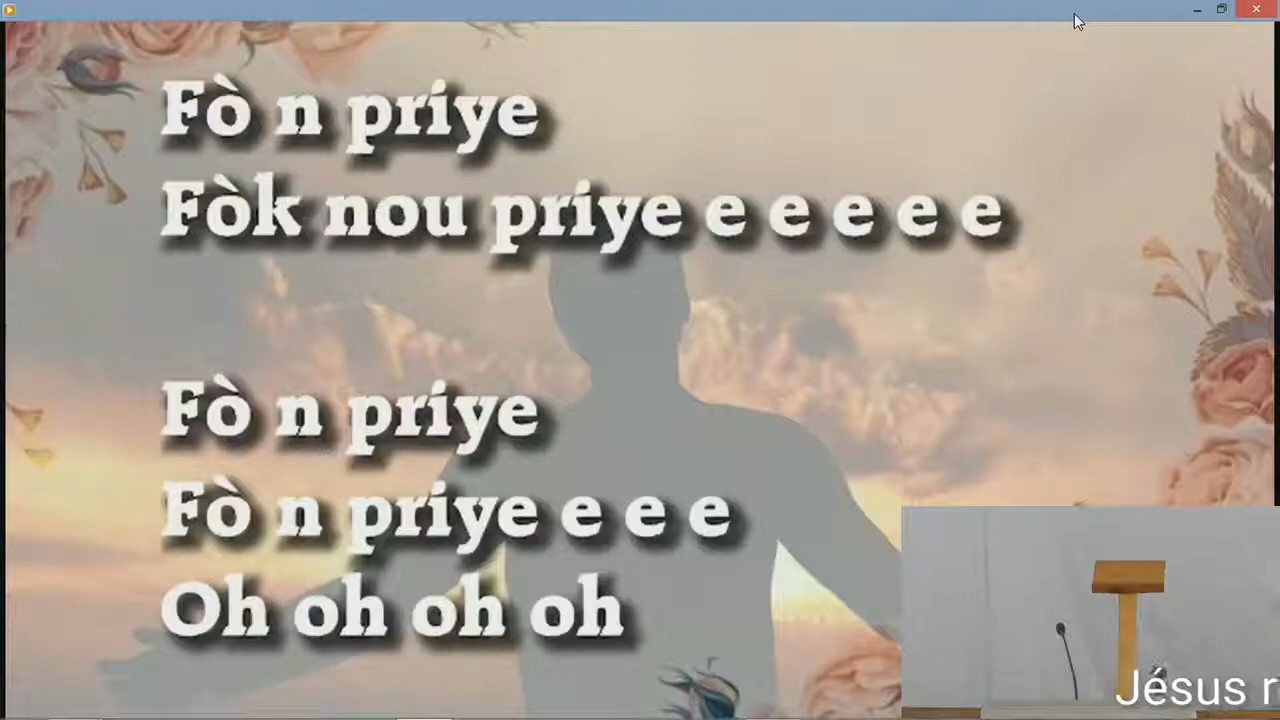 Fò n priye
Fòk nou priye e e e e e
Fò n priye
Fò n priye e e e
Oh oh oh oh
Jésus r